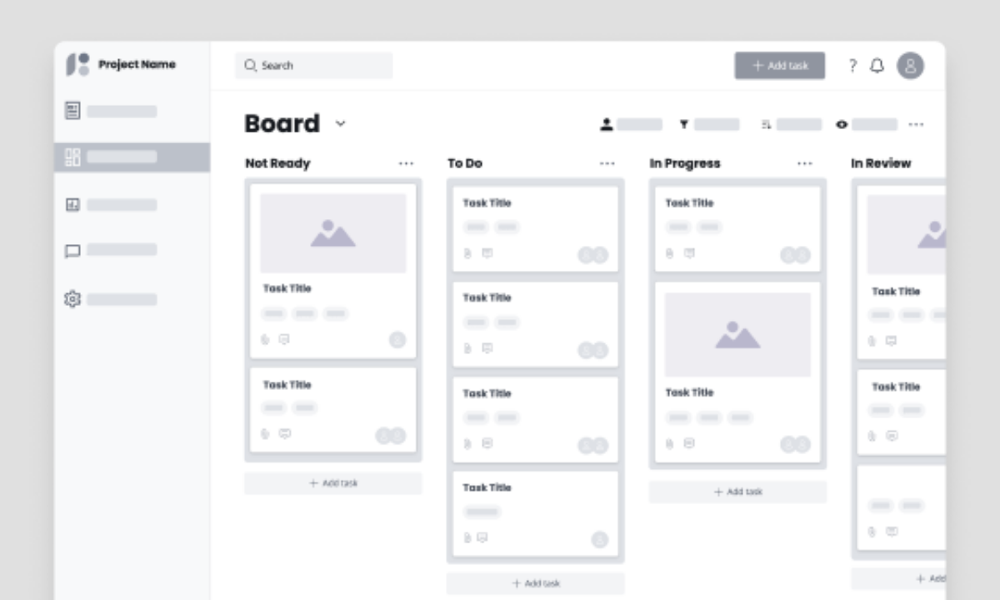 Project Name
Search
+ Add task
?
Board
Not Ready
To Do
In Progress
In Review
Task Title
Task Title
+ Add task
Task Title
Task Title
Task Title
Task Title
+ Add task
Task Title
Task Title
+ Add task
Task Title
Task Title
+ Add